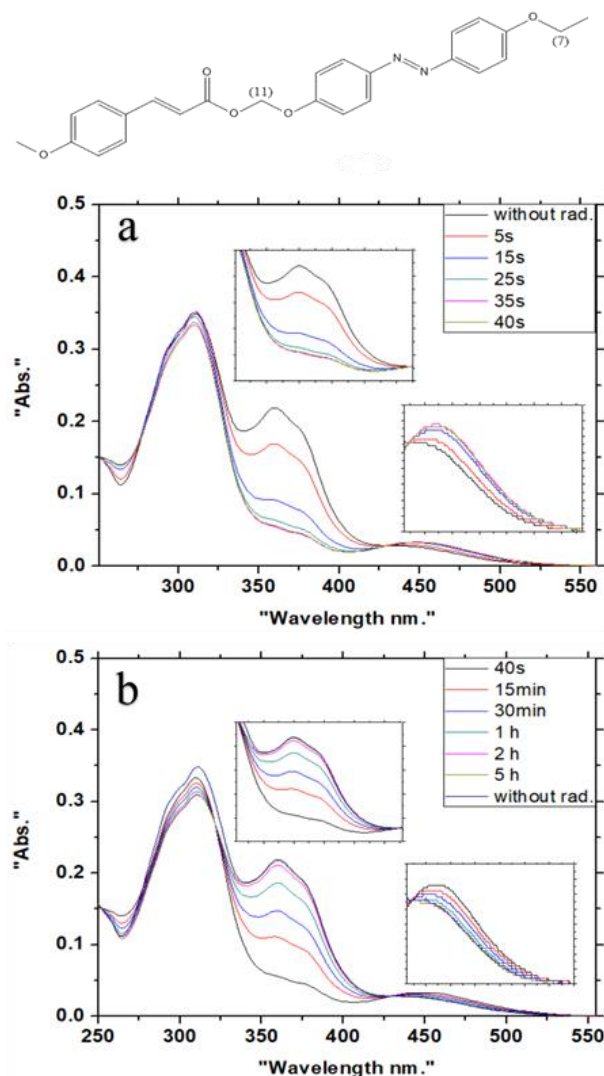 O
(7)
N
N
(11)
O
O
O
O
a
without rad.
5s
15s
25s
35s
40s
0.5
0.4
0.3
0.2
0.1
0.0
"Abs."
300
350
400
450
500
550
"Wavelength nm."
b
40s
15min
30min
1 h
2 h
5 h
without rad.
0.5
0.4
0.3
0.2
0.1
0.0
"Abs."
250
300
350
400
450
500
550
"Wavelength nm."